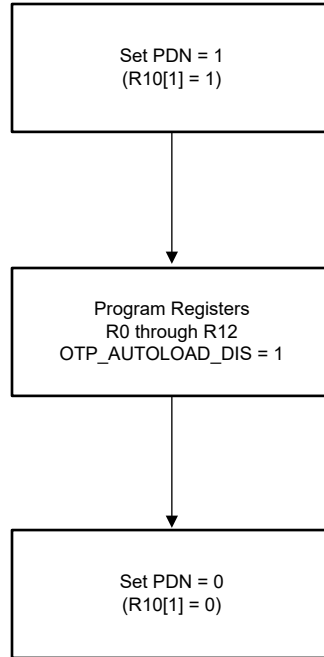 Set PDN = 1
(R10[1] = 1)
Program Registers
R0 through R12
OTP_AUTOLOAD_DIS = 1
Set PDN = 0
(R10[1] = 0)